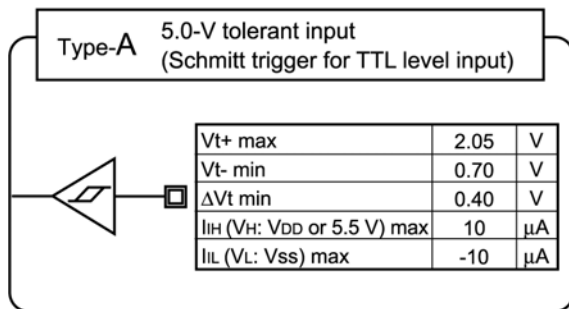 Type-A
5.0-V tolerant input
(Schmitt trigger for TTL level input)
Vt+ max 2.05 V
Vt- min 0.70 V
ΔVt min 0.40 V
IIH (VH: VDD or 5.5 V) max 10 μA
IIL (VL: Vss) max -10 μA